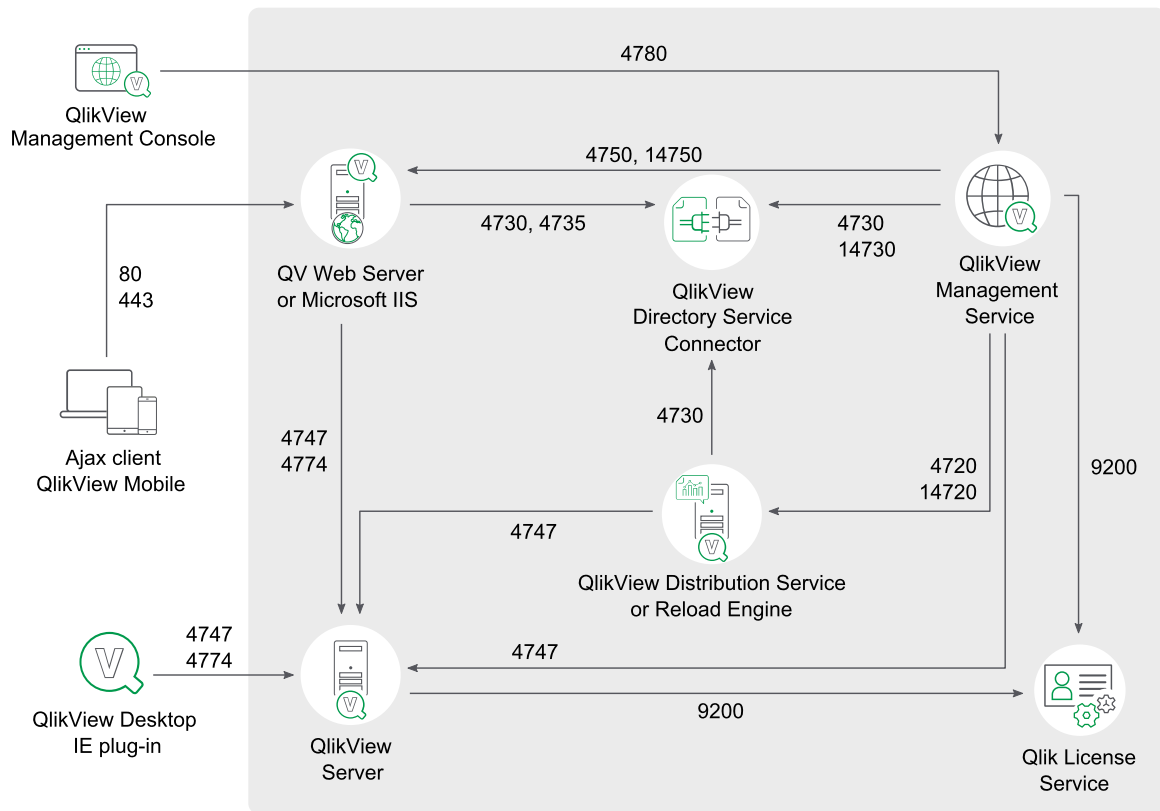 4780
QlikView
Management Console
4750, 14750
4730, 4735
4730
14730
80
443
QV Web Server
or Microsoft IIS
QlikView
Directory Service
Connector
QlikView
Management
Service
4730
Ajax client
QlikView Mobile
4747
4774
4720
14720
9200
4747
QlikView Distribution Service
or Reload Engine
4747
4774
4747
QlikView Desktop
IE plug-in
9200
QlikView
Server
Qlik License
Service